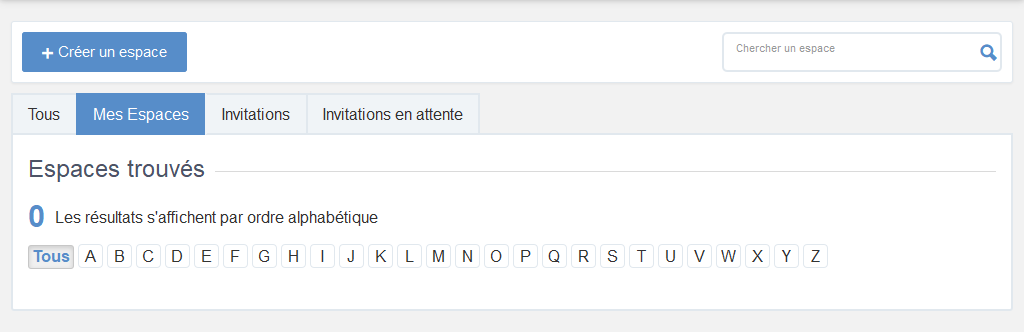 + Créer un espace
Chercher un espace
Tous Mes Espaces Invitations Invitations en attente
Espaces trouvés
0 Les résultats s'affichent par ordre alphabétique
Tous A B C D E F G H I J K L M N O P Q R S T U V W X Y Z